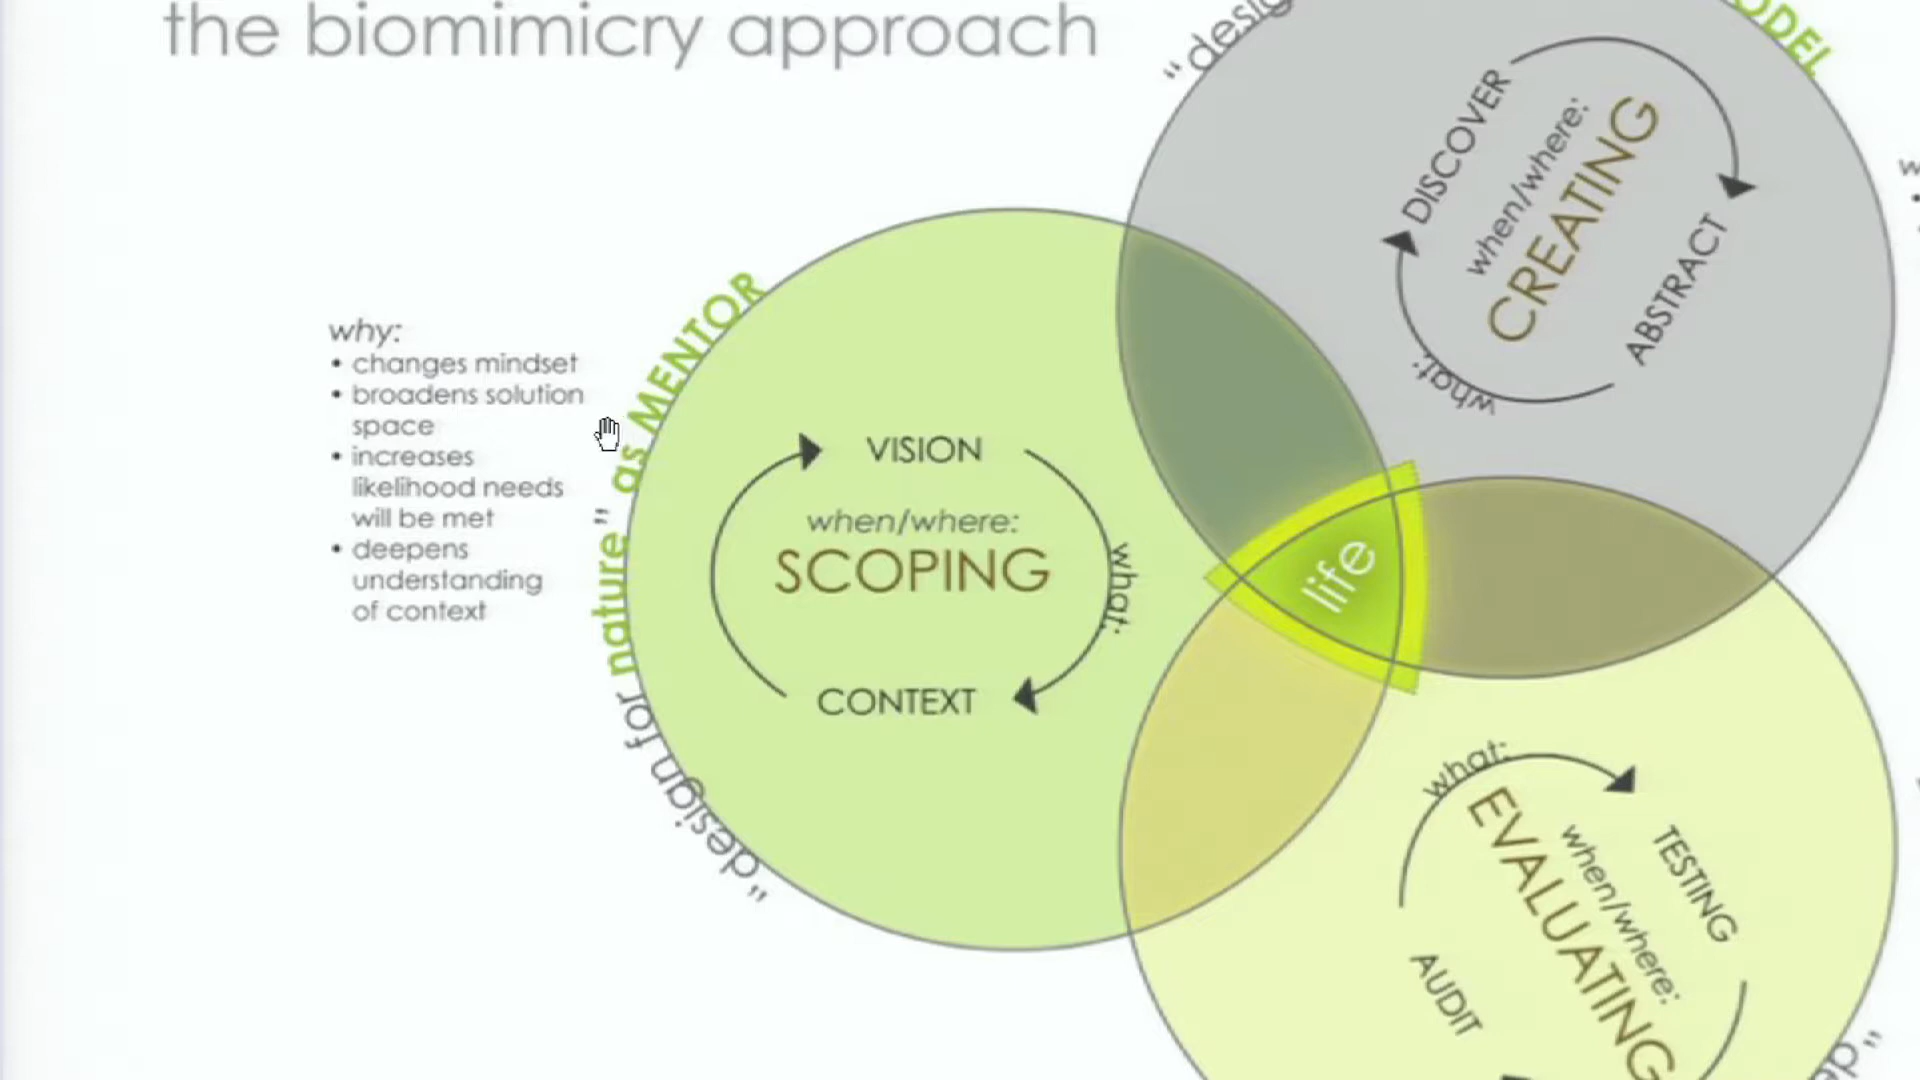 the biomimicry approach
why:
• changes mindset
• broadens solution
space
• increases
likelihood needs
will be met
• deepens
understanding
of context
"design for nature" as MENTOR
VISION
when/where:
SCOPING
what:
CONTEXT
DISCOVER
when/where:
CREATING
ABSTRACT
what:
life
what:
TESTING
when/where:
EVALUATING
AUDIT